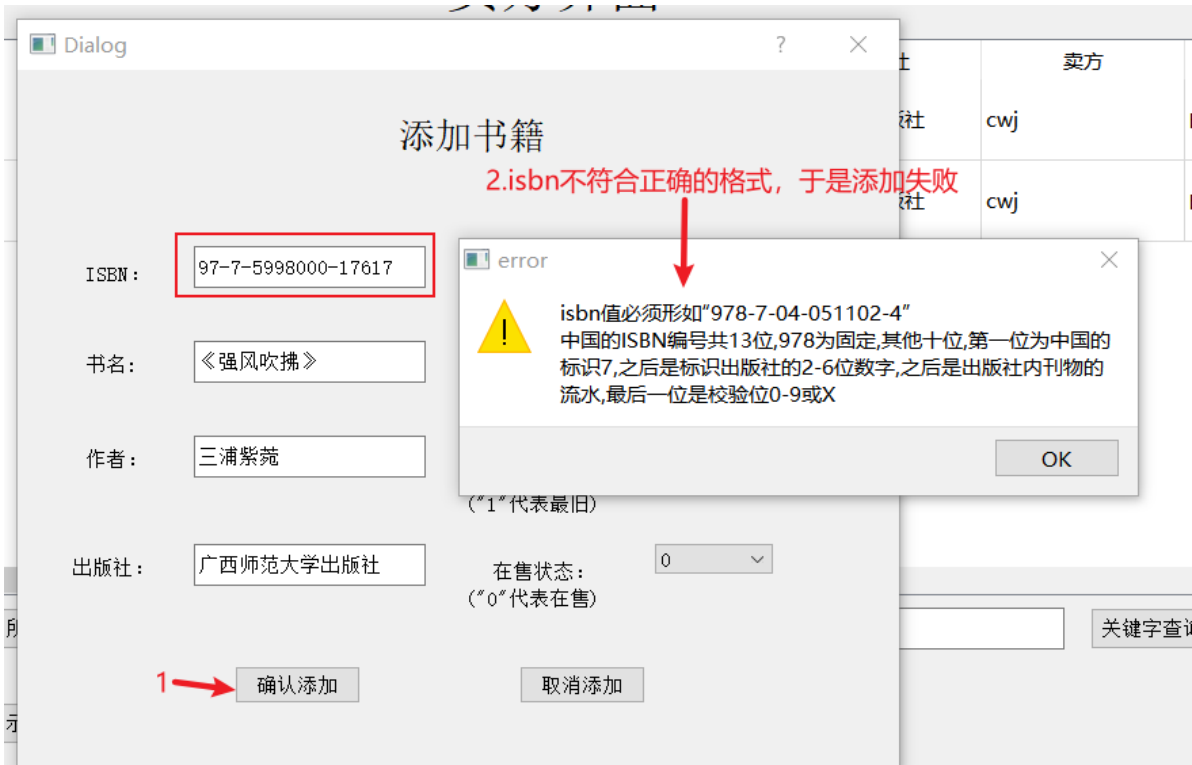 Dialog
卖方
添加书籍
版社
cwj
2.isbn不符合正确的格式，于是添加失败
版社
cwj
ISBN：
97-7-5998000-17617
error
isbn值必须形如"978-7-04-051102-4"
中国的ISBN编号共13位,978为固定,其他十位,第一位为中国的
标识7,之后是标识出版社的2-6位数字,之后是出版社内刊物的
流水,最后一位是校验位0-9或X
OK
书名：
《强风吹拂》
作者：
三浦紫苑
("1"代表最旧)
出版社：
广西师范大学出版社
在售状态：
0
("0"代表在售)
关键字查询
1
确认添加
取消添加